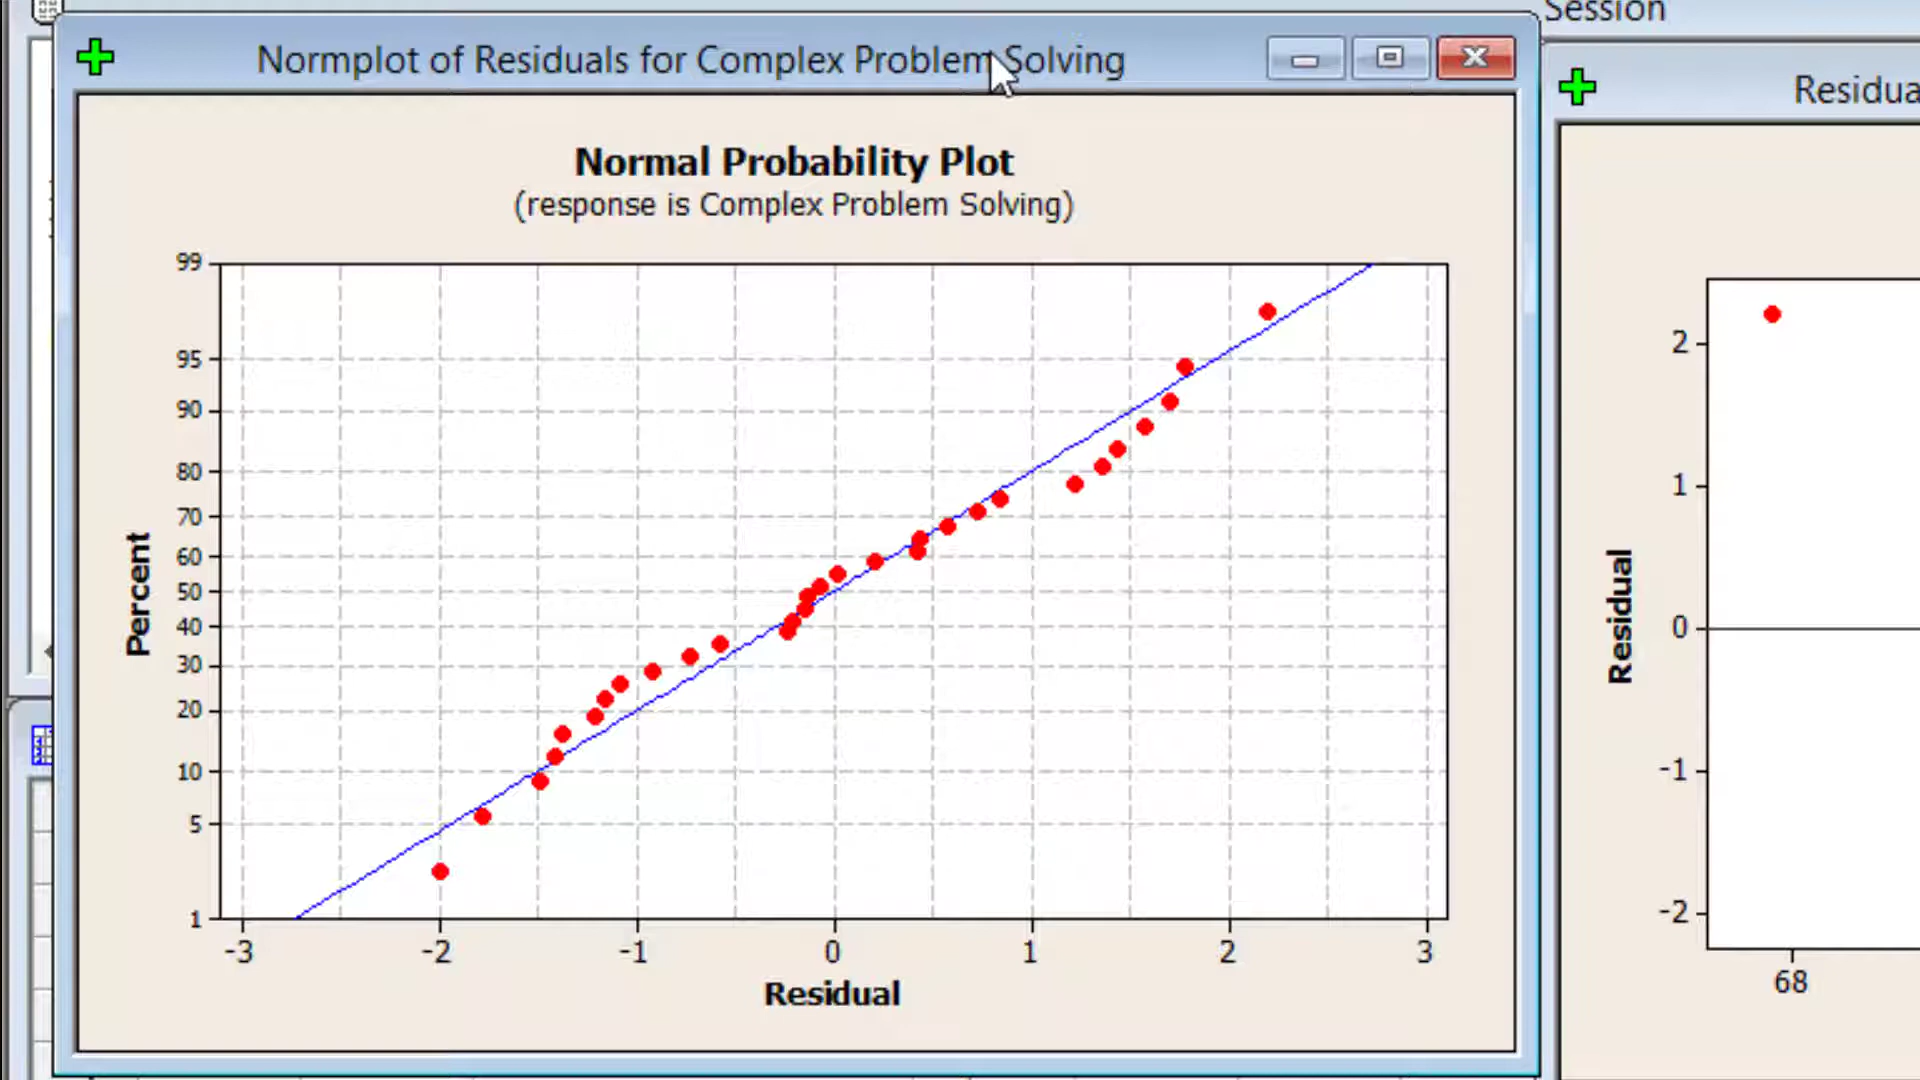 Session
Normplot of Residuals for Complex Problem Solving
Normal Probability Plot
(response is Complex Problem Solving)
99
95
90
80
70
60
50
40
30
20
10
5
1
Percent
-3 -2 -1 0 1 2 3
Residual
2
1
0
-1
-2
Residual
68